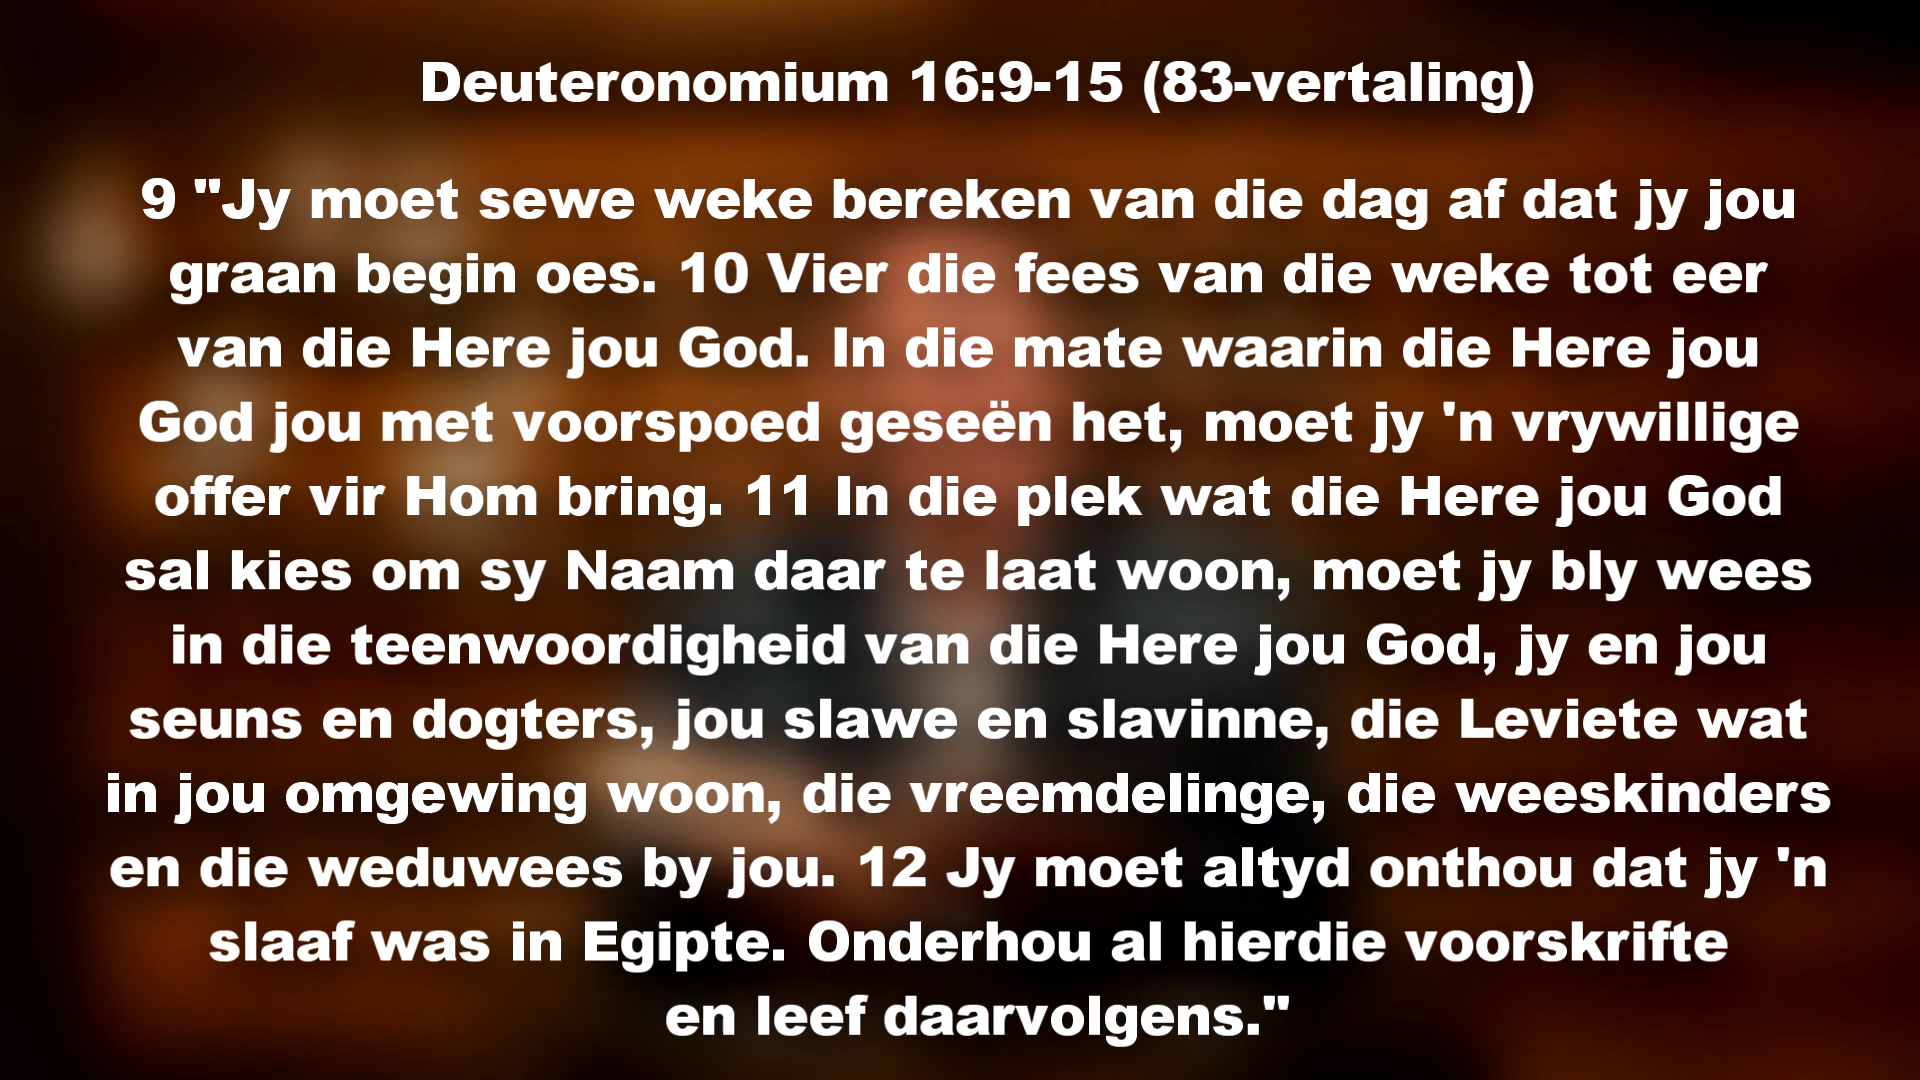 Deuteronomium 16:9-15 (83-vertaling)
9 "Jy moet sewe weke bereken van die dag af dat jy jou
graan begin oes. 10 Vier die fees van die weke tot eer
van die Here jou God. In die mate waarin die Here jou
God jou met voorspoed geseën het, moet jy 'n vrywillige
offer vir Hom bring. 11 In die plek wat die Here jou God
sal kies om sy Naam daar te laat woon, moet jy bly wees
in die teenwoordigheid van die Here jou God, jy en jou
seuns en dogters, jou slawe en slavinne, die Leviete wat
in jou omgewing woon, die vreemdelinge, die weeskinders
en die weduwees by jou. 12 Jy moet altyd onthou dat jy 'n
slaaf was in Egipte. Onderhou al hierdie voorskrifte
en leef daarvolgens."